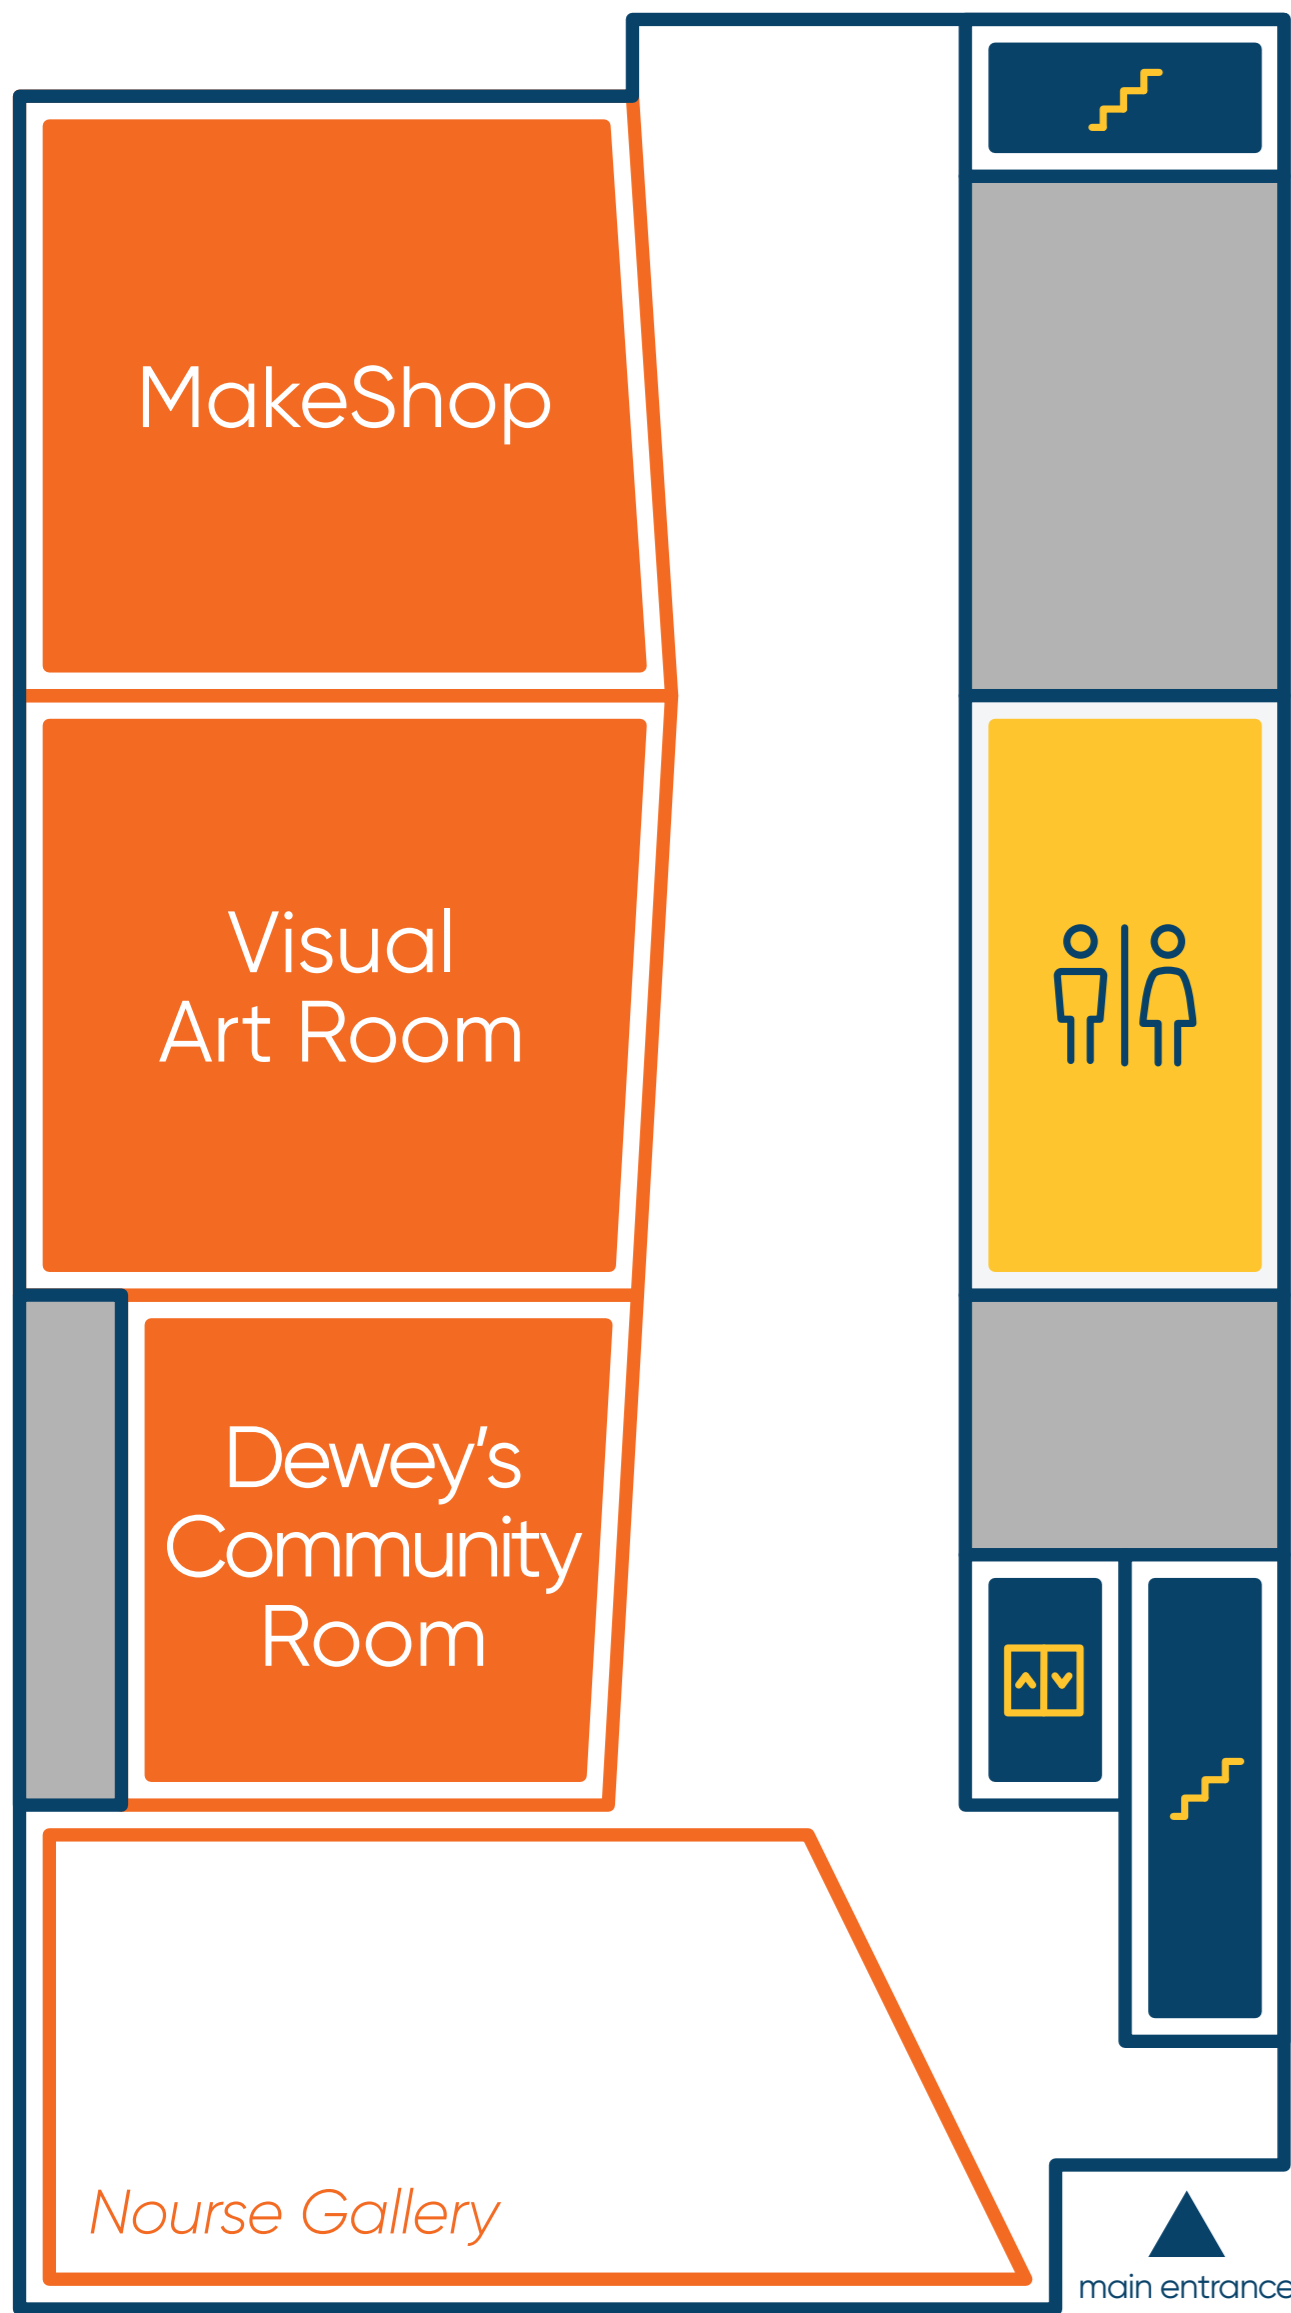 MakeShop
Visual
Art Room
Dewey’s
Community
Room
Nourse Gallery
main entrance